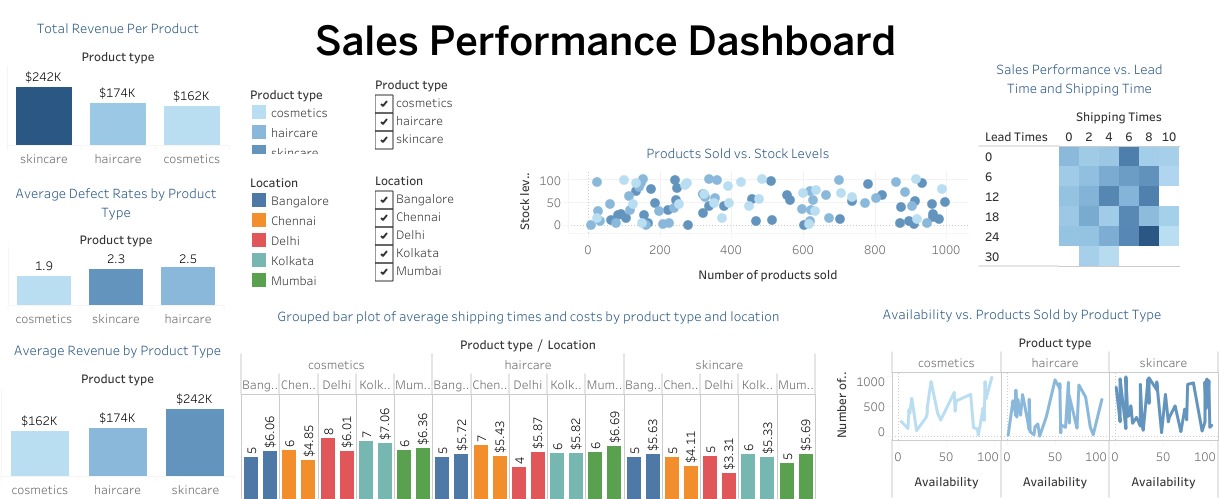 Sales Performance Dashboard
Total Revenue Per Product
Product type
$242K
$174K
$162K
skincare
haircare
cosmetics
Average Defect Rates by Product
Type
Product type
1.9
2.3
2.5
cosmetics
skincare
haircare
Average Revenue by Product Type
Product type
$162K
$174K
$242K
cosmetics
haircare
skincare
Product type
cosmetics
haircare
skincare
Product type
cosmetics
haircare
skincare
Location
Bangalore
Chennai
Delhi
Kolkata
Mumbai
Location
Bangalore
Chennai
Delhi
Kolkata
Mumbai
Products Sold vs. Stock Levels
Stock lev..
100
50
0
0 200 400 600 800 1000
Number of products sold
Sales Performance vs. Lead
Time and Shipping Time
Shipping Times
Lead Times 0 2 4 6 8 10
0
6
12
18
24
30
Grouped bar plot of average shipping times and costs by product type and location
Product type / Location
cosmetics haircare skincare
Bang.. Chen.. Delhi Kolk.. Mum.. Bang.. Chen.. Delhi Kolk.. Mum.. Bang.. Chen.. Delhi Kolk.. Mum..
5 $6.06 6 $4.85 8 $6.01 7 $7.06 6 $6.36 5 $5.72 7 $5.43 4 $5.87 6 $5.82 6 $6.69 5 $5.63 5 $4.11 5 $3.31 6 $5.33 5 $5.69
Availability vs. Products Sold by Product Type
Product type
cosmetics haircare skincare
Number of..
1000
500
0
0 50 100 0 50 100 0 50 100
Availability Availability Availability